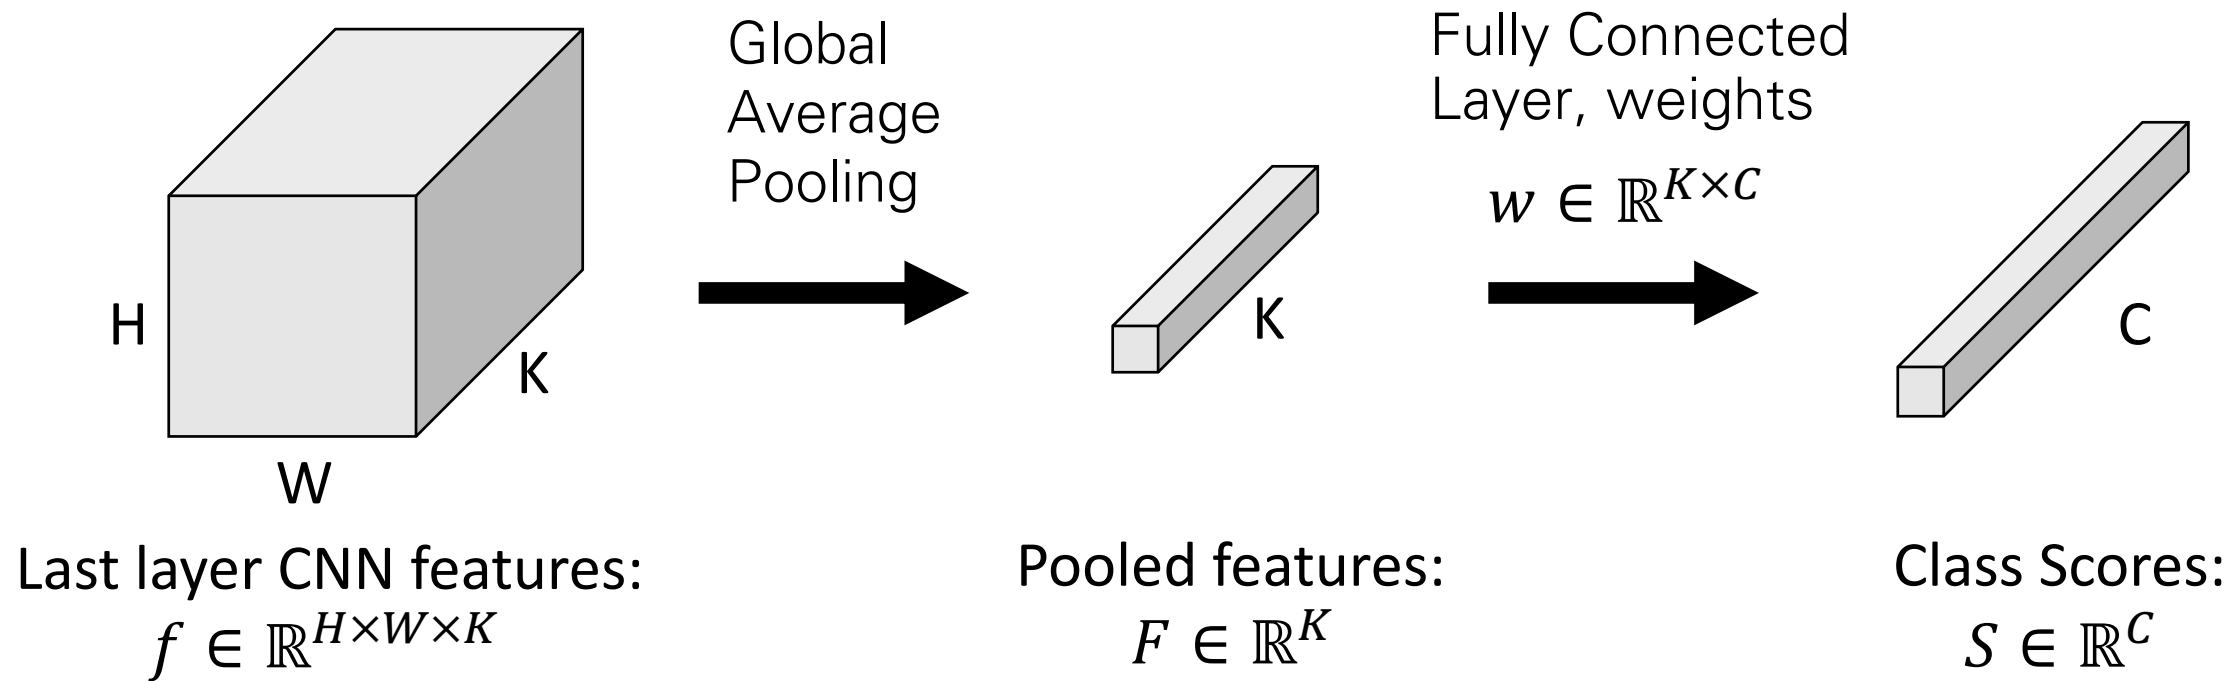 Global
Average
Pooling
Fully Connected
Layer, weights
w ∈ ℝ^{K×C}
H
K
W
K
C
Last layer CNN features:
f ∈ ℝ^{H×W×K}
Pooled features:
F ∈ ℝ^K
Class Scores:
S ∈ ℝ^C